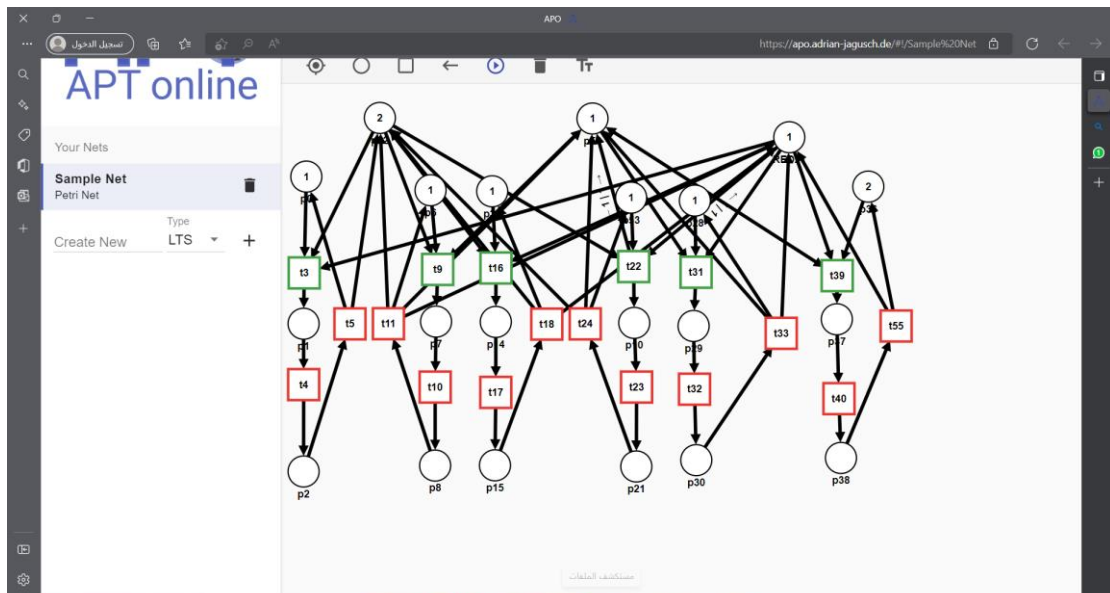 APO
تسجيل الدخول
https://apo.adrian-jagusch.de/#!/Sample%20Net
APT online
Your Nets
Sample Net
Petri Net
Create New
Type
LTS
2
1
1
1
1
1
1
1
2
t3
t9
t16
t22
t31
t39
t5
t11
t18
t24
t33
t55
p1
p7
p14
p29
t4
t10
t17
t23
t32
t40
p2
p8
p15
p21
p30
p38
مستكشف الملفات